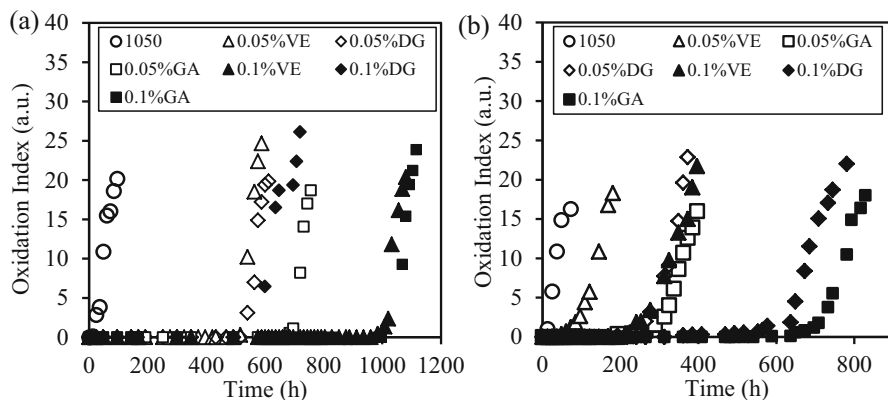 (a)
1050 0.05%VE 0.05%DG
0.05%GA 0.1%VE 0.1%DG
0.1%GA
Oxidation Index (a.u.)
40
35
30
25
20
15
10
5
0
0 200 400 600 800 1000 1200
Time (h)
(b)
1050 0.05%VE 0.05%GA
0.05%DG 0.1%VE 0.1%DG
0.1%GA
Oxidation Index (a.u.)
40
35
30
25
20
15
10
5
0
0 200 400 600 800
Time (h)